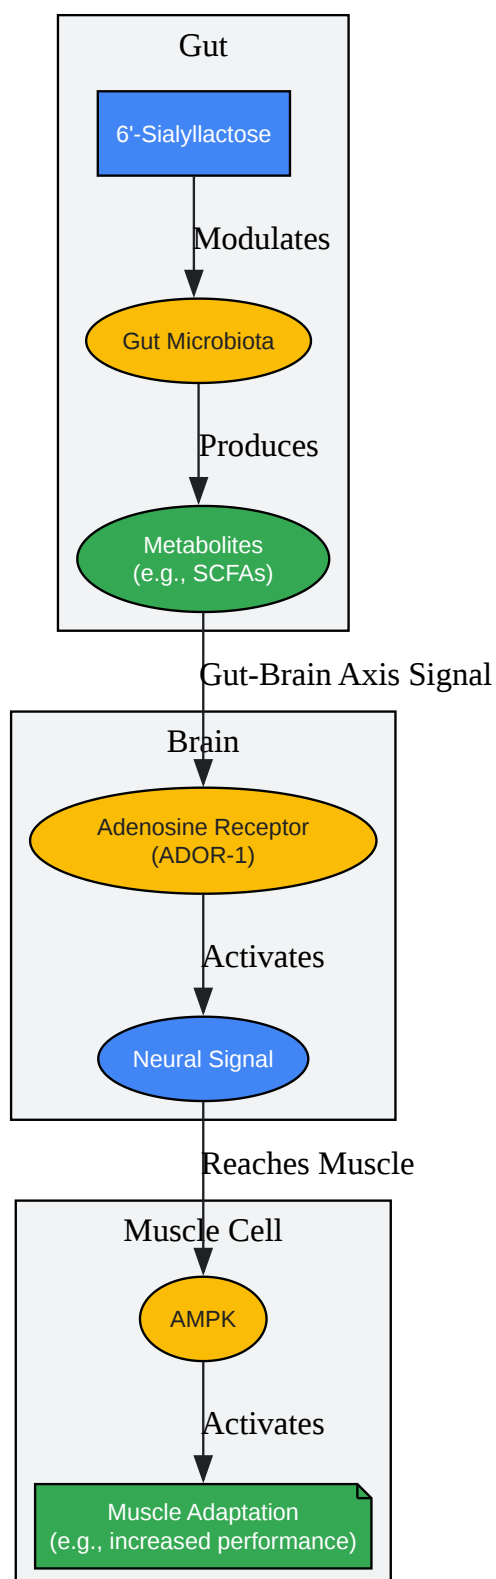 Gut
6'-Sialyllactose
Modulates
Gut Microbiota
Produces
Metabolites
(e.g., SCFAs)
Gut-Brain Axis Signal
Brain
Adenosine Receptor
(ADOR-1)
Activates
Neural Signal
Reaches Muscle
Muscle Cell
AMPK
Activates
Muscle Adaptation
(e.g., increased performance)